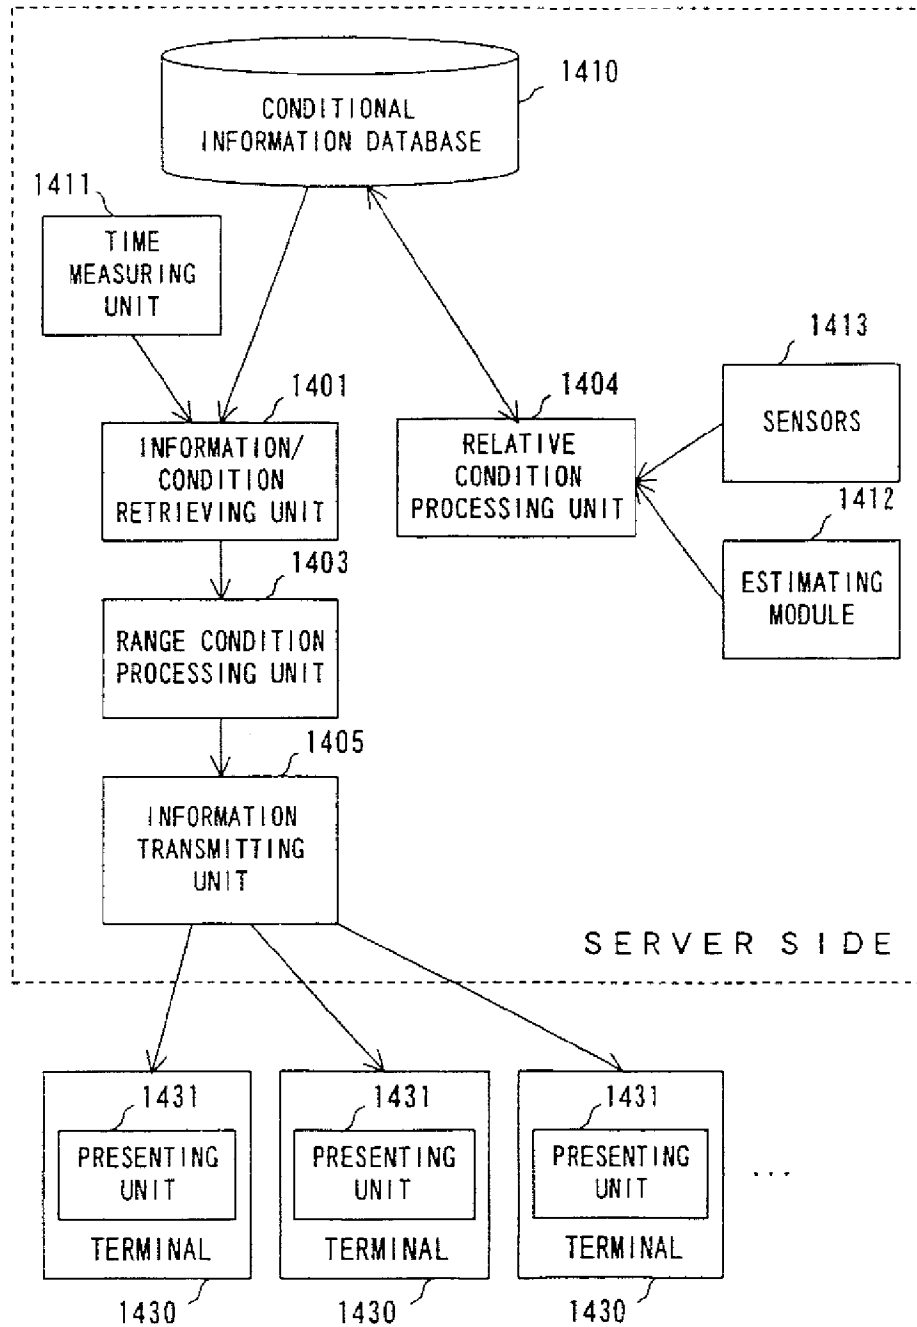 1410
CONDITIONAL
INFORMATION DATABASE
1411
TIME
MEASURING
UNIT
1413
SENSORS
1401
INFORMATION/
CONDITION
RETRIEVING UNIT
1404
RELATIVE
CONDITION
PROCESSING UNIT
1412
ESTIMATING
MODULE
1403
RANGE CONDITION
PROCESSING UNIT
1405
INFORMATION
TRANSMITTING
UNIT
SERVER SIDE
1431
PRESENTING
UNIT
TERMINAL
1430
1431
PRESENTING
UNIT
TERMINAL
1430
1431
PRESENTING
UNIT
TERMINAL
1430
...